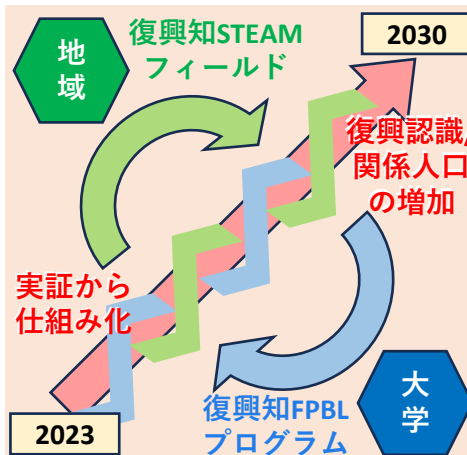 地域
復興知STEAM
フィールド
2030
復興認識/
関係人口
の増加
実証から
仕組み化
2023
復興知FPBL
プログラム
大学